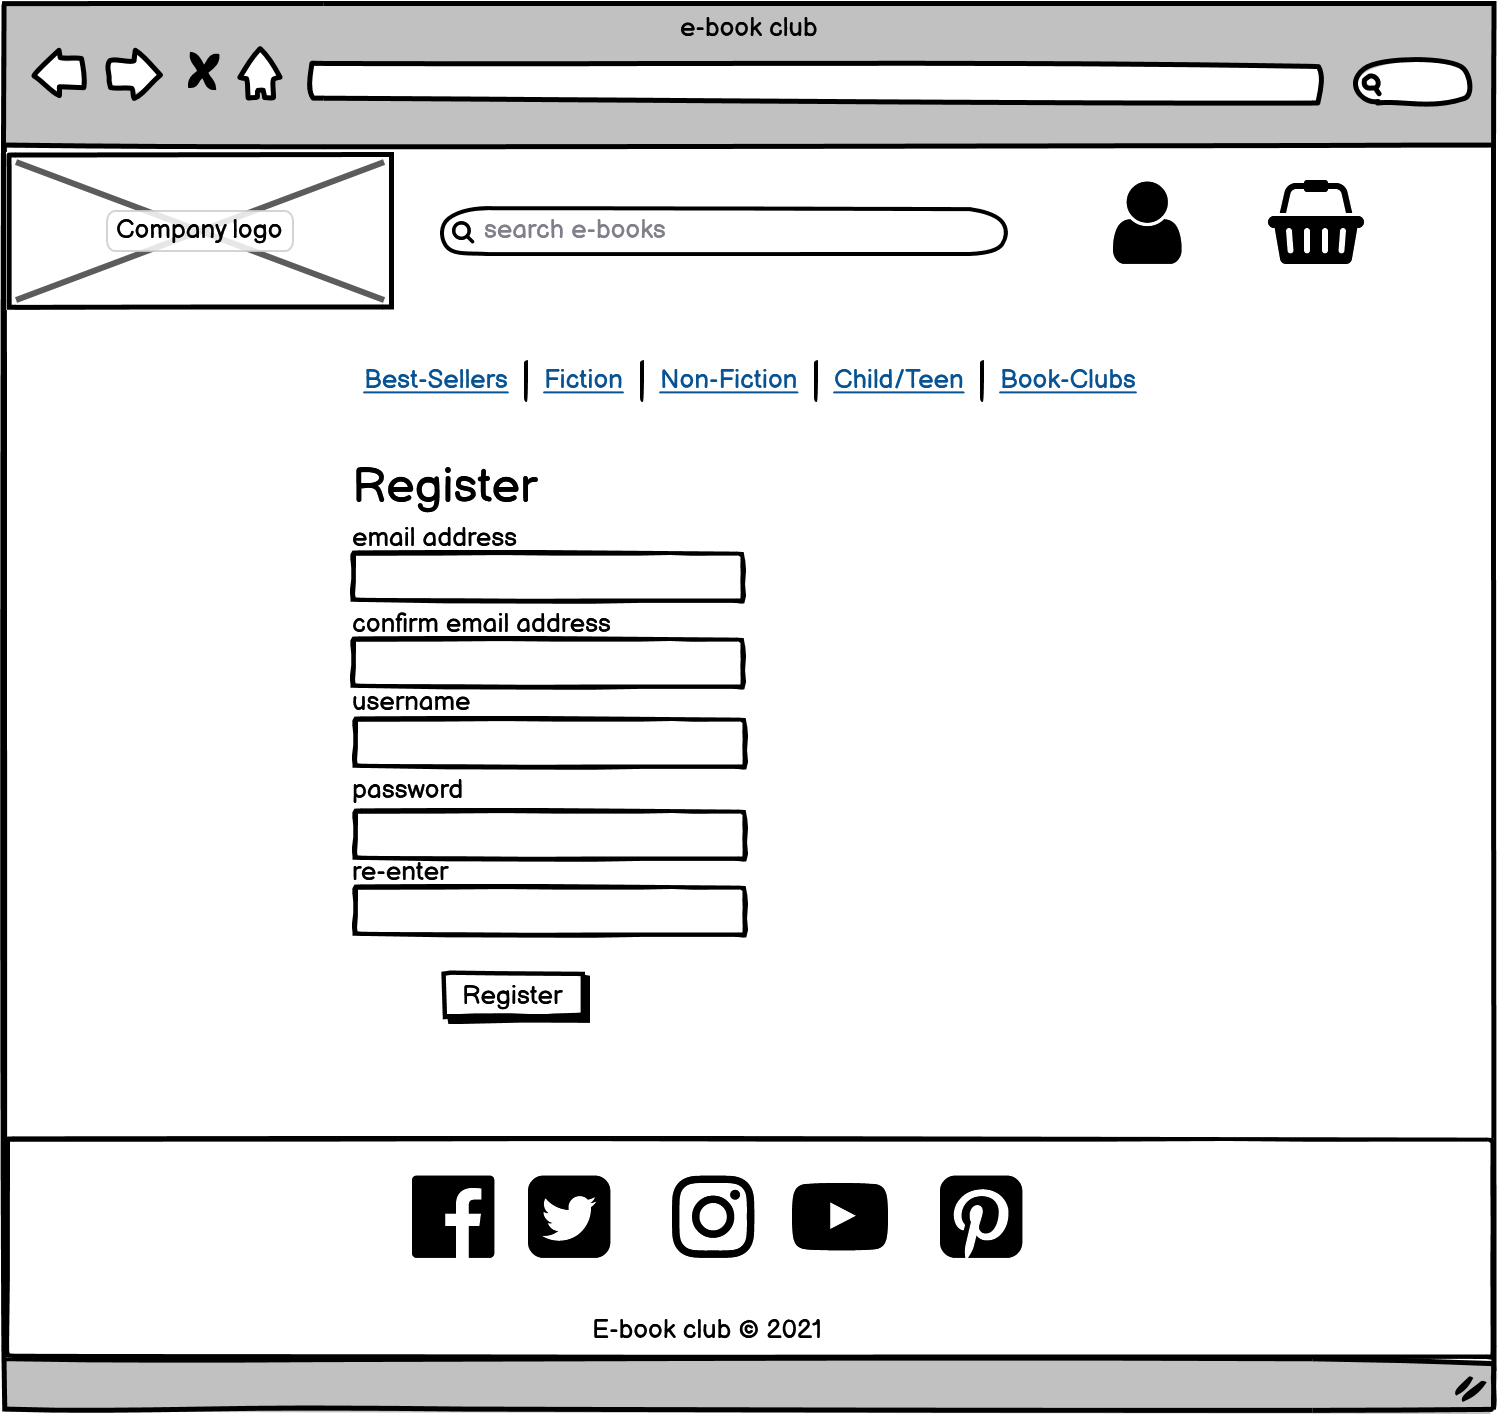 e-book club
Company logo
search e-books
Best-Sellers | Fiction | Non-Fiction | Child/Teen | Book-Clubs
Register
email address
confirm email address
username
password
re-enter
Register
E-book club © 2021